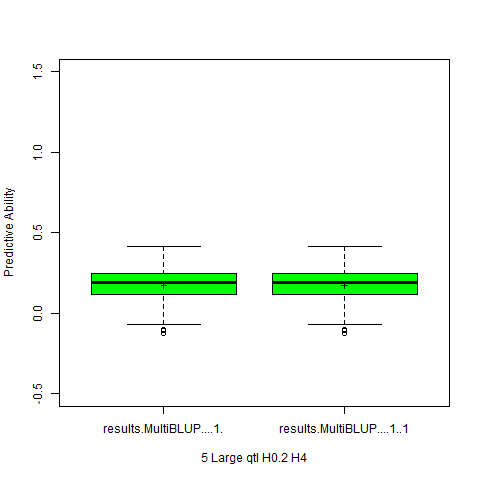 Predictive Ability
1.5
1.0
0.5
0.0
-0.5
results.MultiBLUP....1.
results.MultiBLUP....1..1
5 Large qtl H0.2 H4